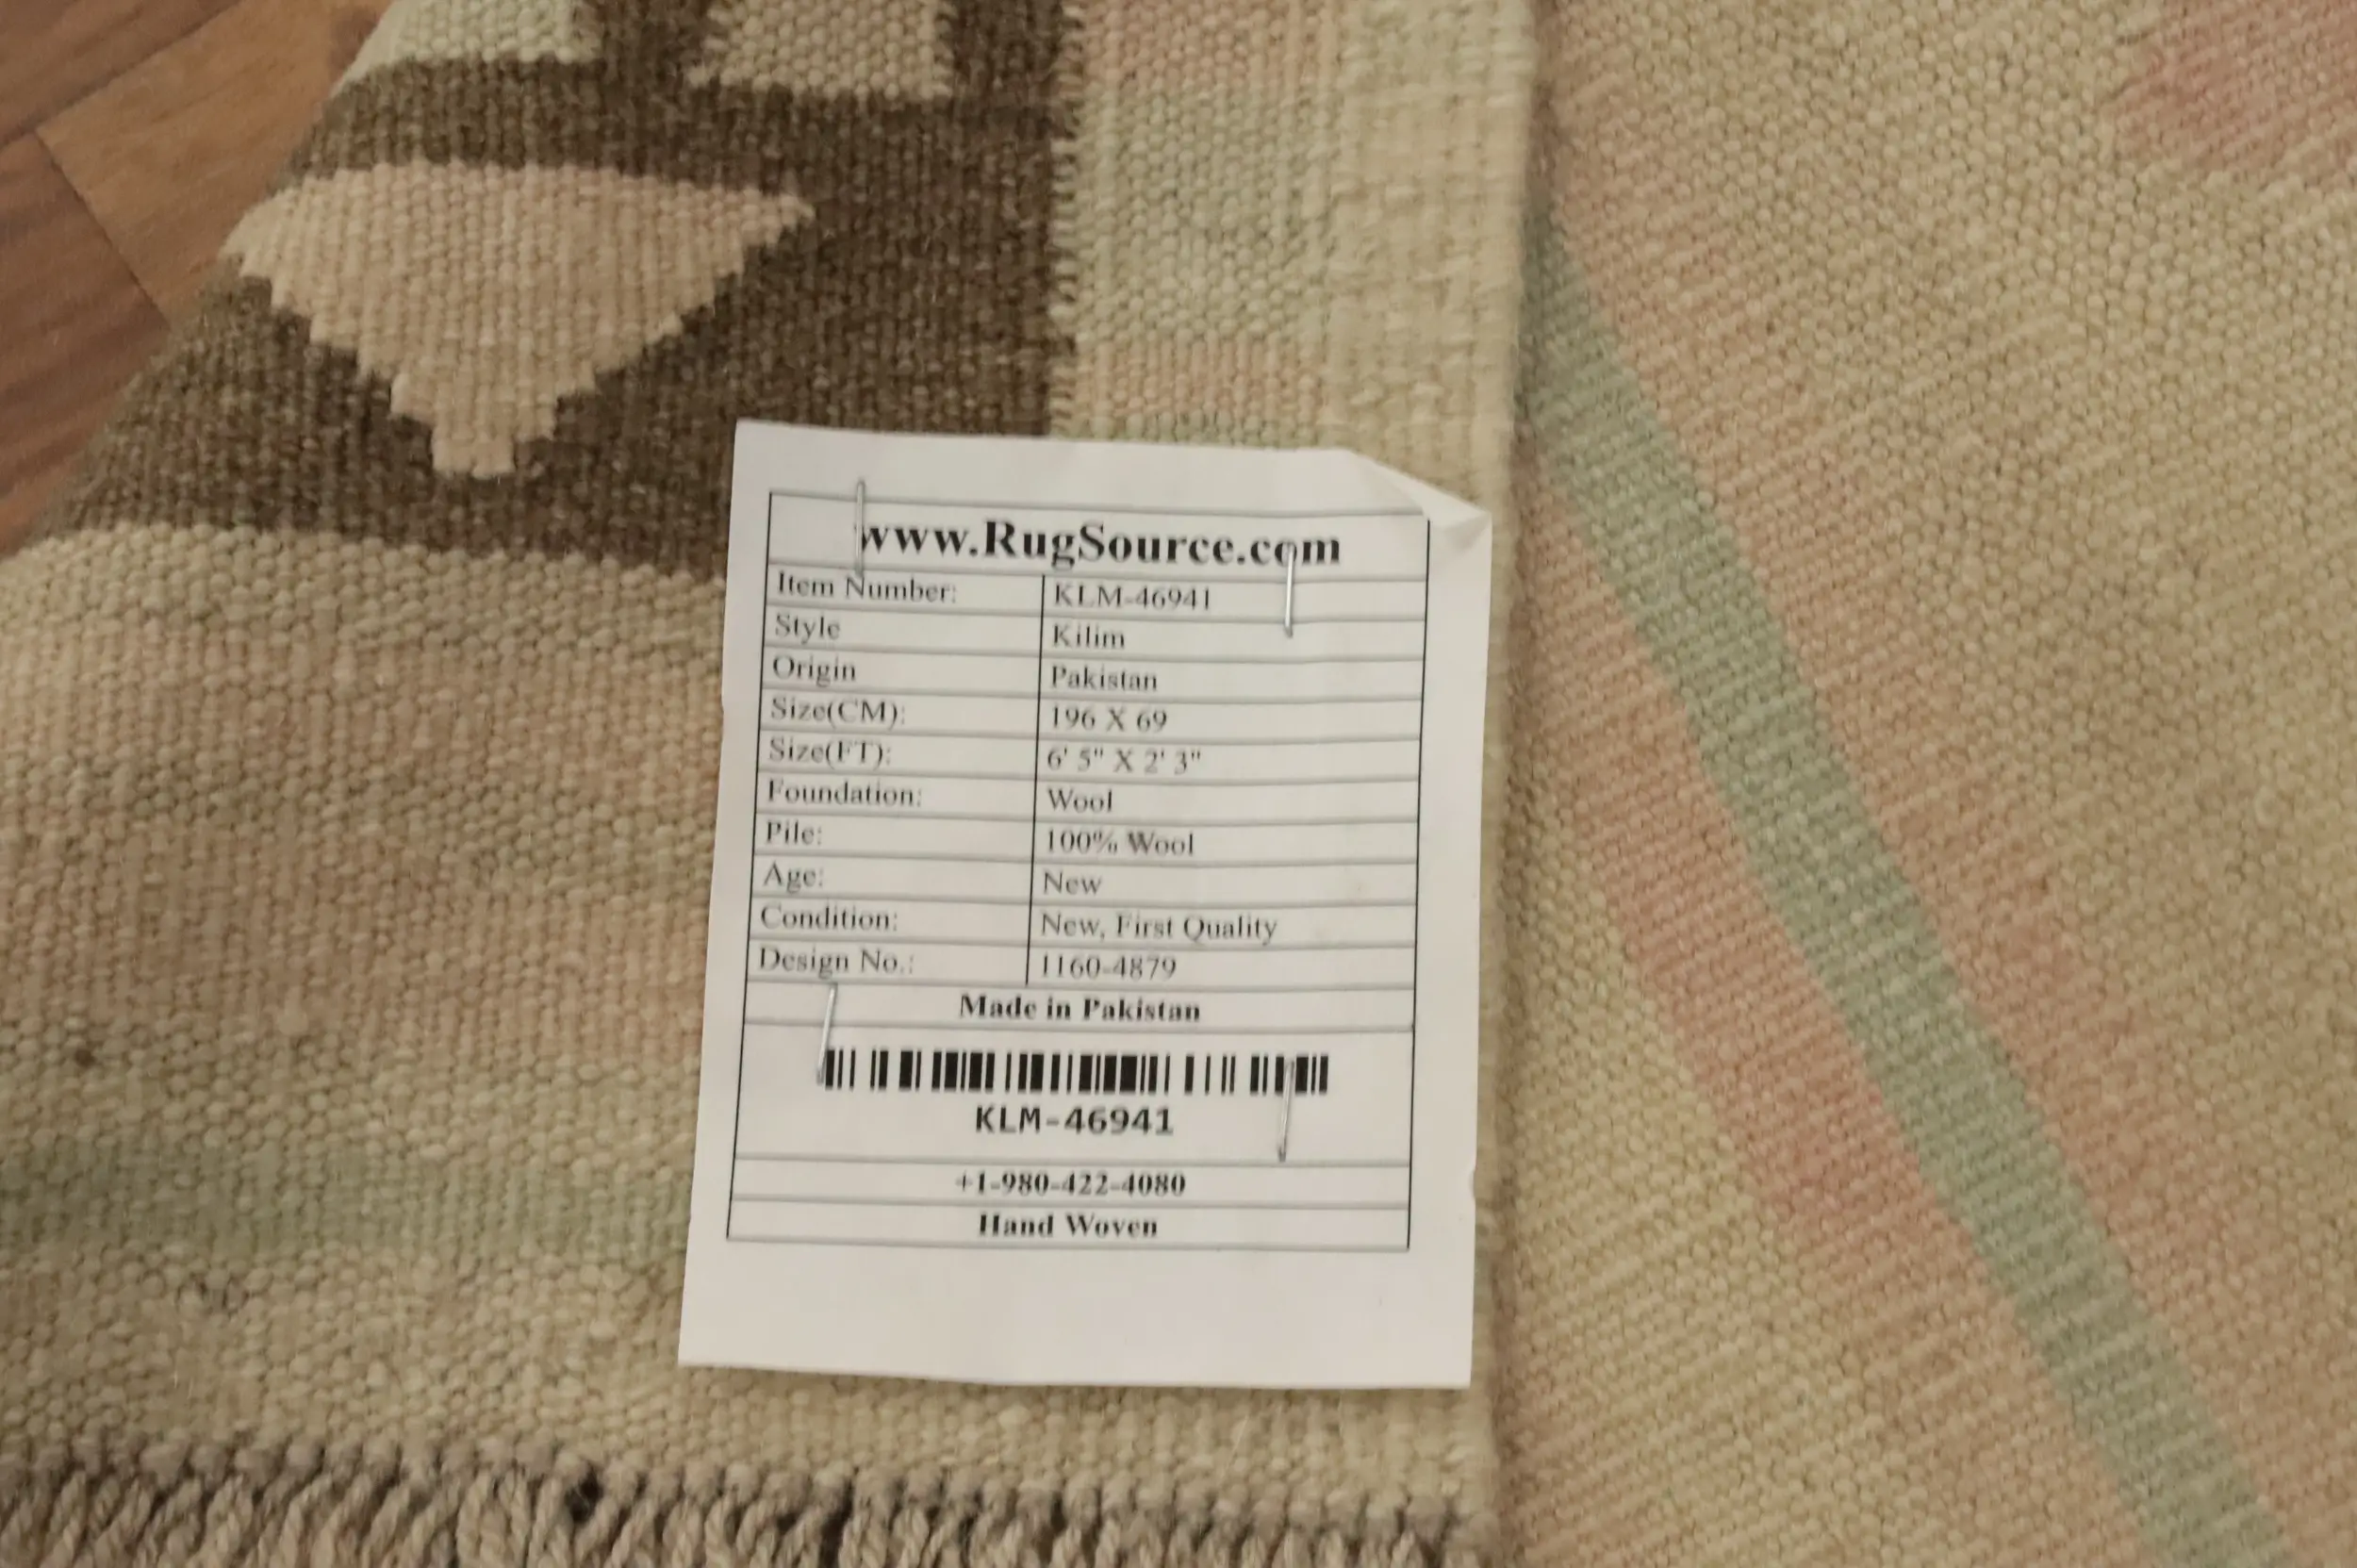 www.RugSource.com
Item Number: KLM-46941
Style Kilim
Origin Pakistan
Size(CM): 196 X 69
Size(FT): 6' 5" X 2' 3"
Foundation: Wool
Pile: 100% Wool
Age: New
Condition: New, First Quality
Design No.: 1160-4879
Made in Pakistan
KLM-46941
+1-980-422-4080
Hand Woven